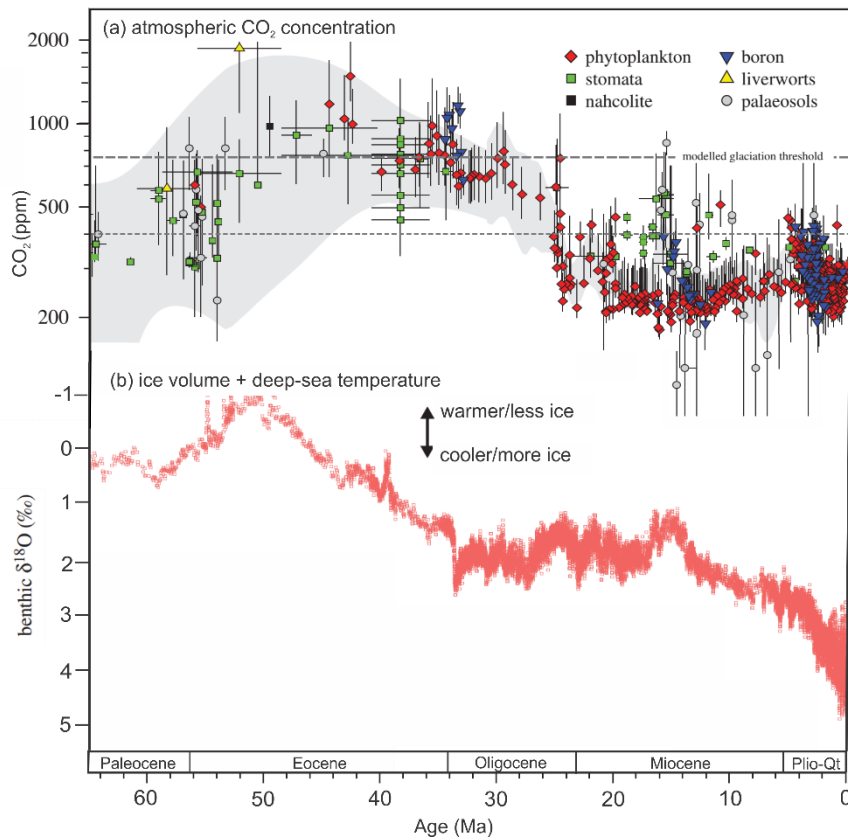 (a) atmospheric CO₂ concentration
2000
1000
500
200
CO₂ (ppm)
phytoplankton
stomata
nahcolite
boron
liverworts
palaeosols
modelled glaciation threshold
(b) ice volume + deep-sea temperature
warmer/less ice
cooler/more ice
-1
0
1
2
3
4
5
benthic δ¹⁸O (‰)
Paleocene Eocene Oligocene Miocene Plio-Qt
60 50 40 30 20 10 0
Age (Ma)